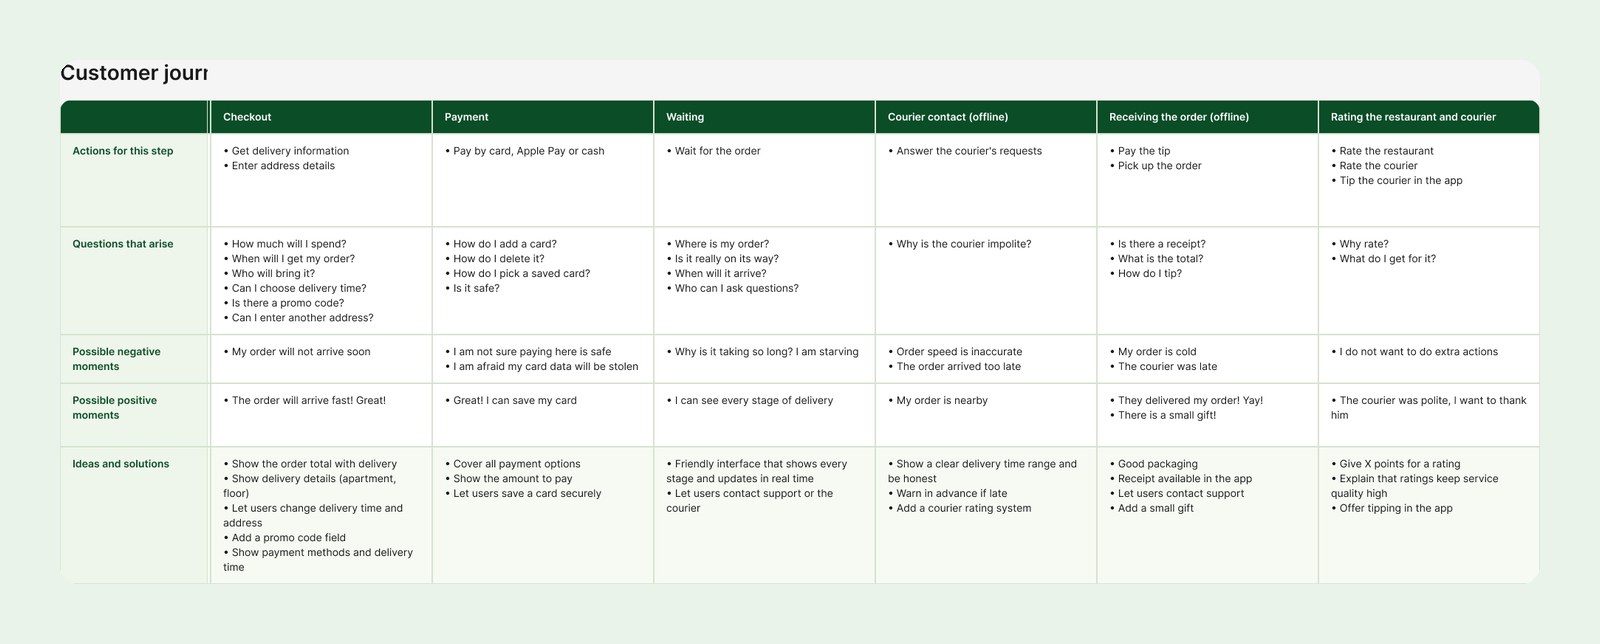 Customer jour
Checkout
Payment
Waiting
Courier contact (offline)
Receiving the order (offline)
Rating the restaurant and courier
Actions for this step
• Get delivery information
• Enter address details
• Pay by card, Apple Pay or cash
• Wait for the order
• Answer the courier's requests
• Pay the tip
• Pick up the order
• Rate the restaurant
• Rate the courier
• Tip the courier in the app
Questions that arise
• How much will I spend?
• When will I get my order?
• Who will bring it?
• Can I choose delivery time?
• Is there a promo code?
• Can I enter another address?
• How do I add a card?
• How do I delete it?
• How do I pick a saved card?
• Is it safe?
• Where is my order?
• Is it really on its way?
• When will it arrive?
• Who can I ask questions?
• Why is the courier impolite?
• Is there a receipt?
• What is the total?
• How do I tip?
• Why rate?
• What do I get for it?
Possible negative
moments
• My order will not arrive soon
• I am not sure paying here is safe
• I am afraid my card data will be stolen
• Why is it taking so long? I am starving
• Order speed is inaccurate
• The order arrived too late
• My order is cold
• The courier was late
• I do not want to do extra actions
Possible positive
moments
• The order will arrive fast! Great!
• Great! I can save my card
• I can see every stage of delivery
• My order is nearby
• They delivered my order! Yay!
• There is a small gift!
• The courier was polite, I want to thank
him
Ideas and solutions
• Show the order total with delivery
• Show delivery details (apartment,
floor)
• Let users change delivery time and
address
• Add a promo code field
• Show payment methods and delivery
time
• Cover all payment options
• Show the amount to pay
• Let users save a card securely
• Friendly interface that shows every
stage and updates in real time
• Let users contact support or the
courier
• Show a clear delivery time range and
be honest
• Warn in advance if late
• Add a courier rating system
• Good packaging
• Receipt available in the app
• Let users contact support
• Add a small gift
• Give X points for a rating
• Explain that ratings keep service
quality high
• Offer tipping in the app